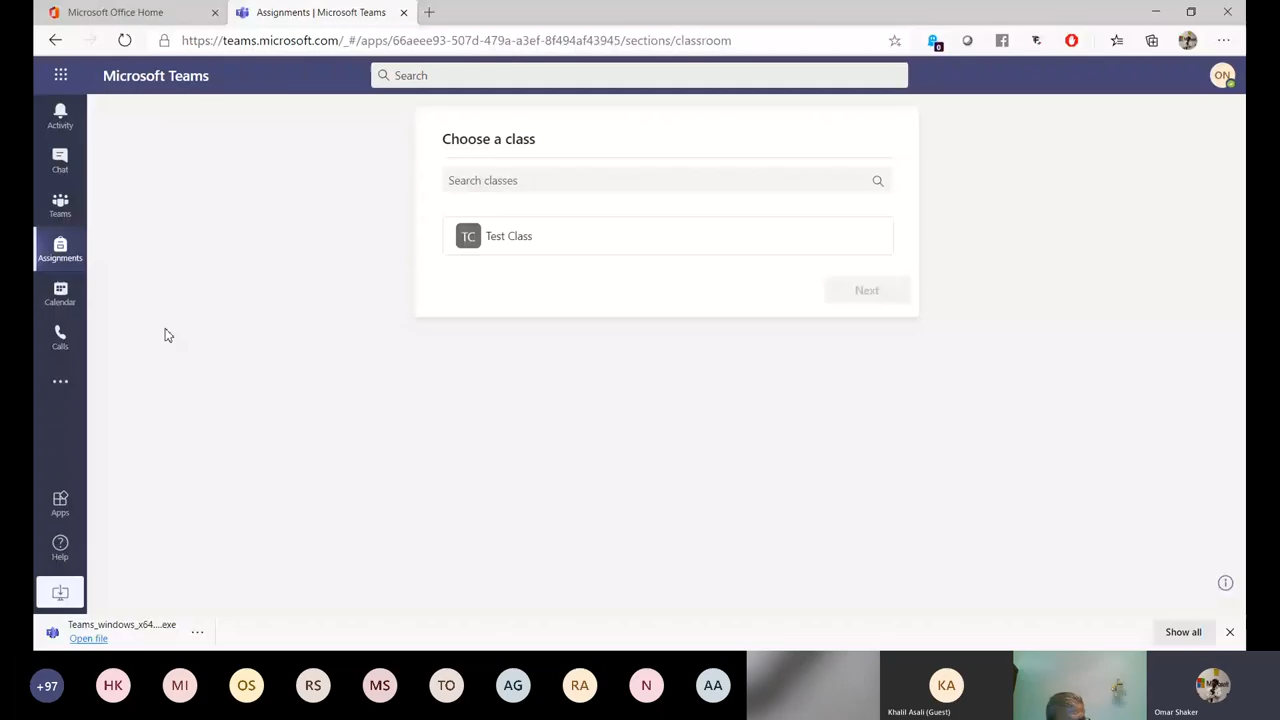 Microsoft Office Home
Assignments | Microsoft Teams
https://teams.microsoft.com/_#/apps/66aeee93-507d-479a-a3ef-8f494af43945/sections/classroom
0
Microsoft Teams
Search
ON
Activity
Chat
Teams
Assignments
Calendar
Calls
Apps
Help
Choose a class
Search classes
TC Test Class
Next
Teams_windows_x64....exe
Open file
Show all
+97
HK
MI
OS
RS
MS
TO
AG
RA
N
AA
KA
Khalil Asali (Guest)
Omar Shaker